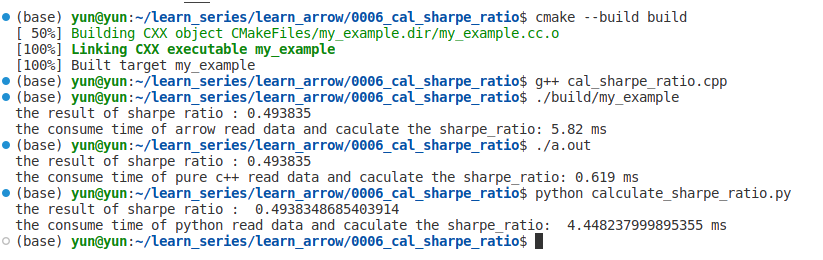 (base) yun@yun:~/learn_series/learn_arrow/0006_cal_sharpe_ratio$ cmake --build build
[ 50%] Building CXX object CMakeFiles/my_example.dir/my_example.cc.o
[100%] Linking CXX executable my_example
[100%] Built target my_example
(base) yun@yun:~/learn_series/learn_arrow/0006_cal_sharpe_ratio$ g++ cal_sharpe_ratio.cpp
(base) yun@yun:~/learn_series/learn_arrow/0006_cal_sharpe_ratio$ ./build/my_example
the result of sharpe ratio : 0.493835
the consume time of arrow read data and caculate the sharpe_ratio: 5.82 ms
(base) yun@yun:~/learn_series/learn_arrow/0006_cal_sharpe_ratio$ ./a.out
the result of sharpe ratio : 0.493835
the consume time of pure c++ read data and caculate the sharpe_ratio: 0.619 ms
(base) yun@yun:~/learn_series/learn_arrow/0006_cal_sharpe_ratio$ python calculate_sharpe_ratio.py
the result of sharpe ratio :  0.4938348685403914
the consume time of python read data and caculate the sharpe_ratio:  4.448237999895355 ms
(base) yun@yun:~/learn_series/learn_arrow/0006_cal_sharpe_ratio$